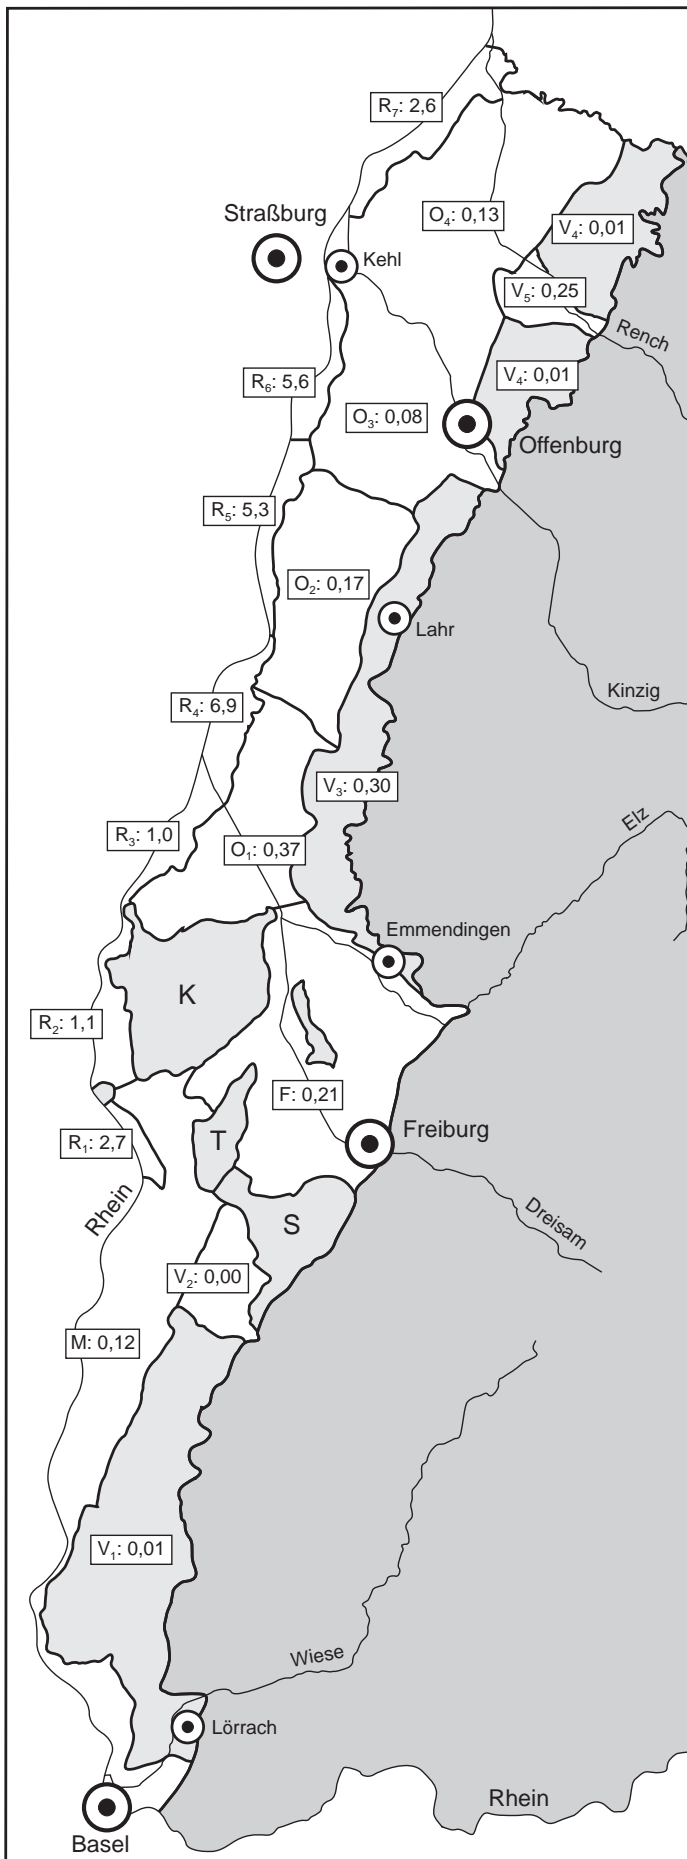 R₇: 2,6
Straßburg
O₄: 0,13
V₄: 0,01
Kehl
V₅: 0,25
Rench
R₆: 5,6
V₄: 0,01
O₃: 0,08
Offenburg
R₅: 5,3
O₂: 0,17
Lahr
Kinzig
R₄: 6,9
V₃: 0,30
Elz
R₃: 1,0
O₁: 0,37
Emmendingen
K
R₂: 1,1
F: 0,21
Freiburg
R₁: 2,7
T
Rhein
S
Dreisam
V₂: 0,00
M: 0,12
V₁: 0,01
Wiese
Lörrach
Rhein
Basel